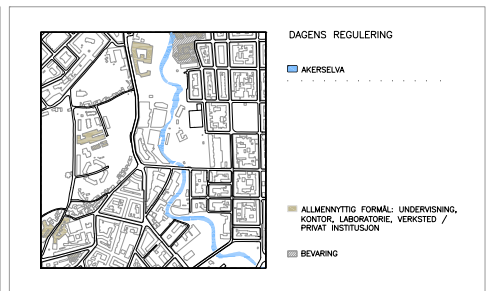 DAGENS REGULERING
AKERSELVA
ALLMENNYTTIG FORMÅL: UNDERVISNING,
KONTOR, LABORATORIE, VERKSTED /
PRIVAT INSTITUSJON
BEVARING